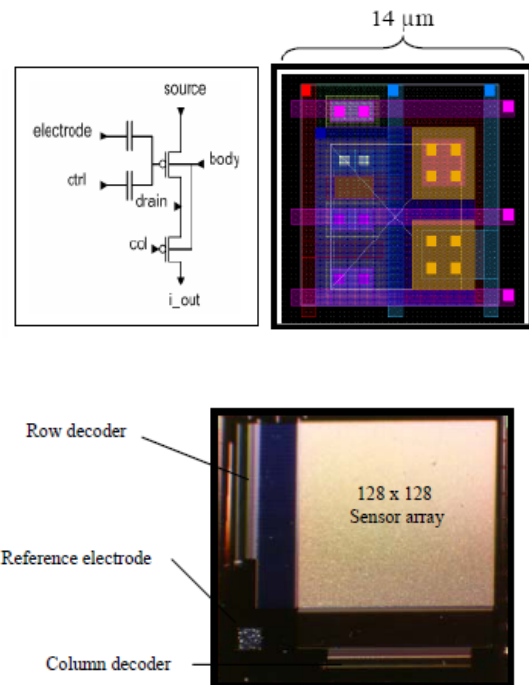 14 μm
source
electrode
body
ctrl
drain
col
i_out
Row decoder
128 x 128
Sensor array
Reference electrode
Column decoder